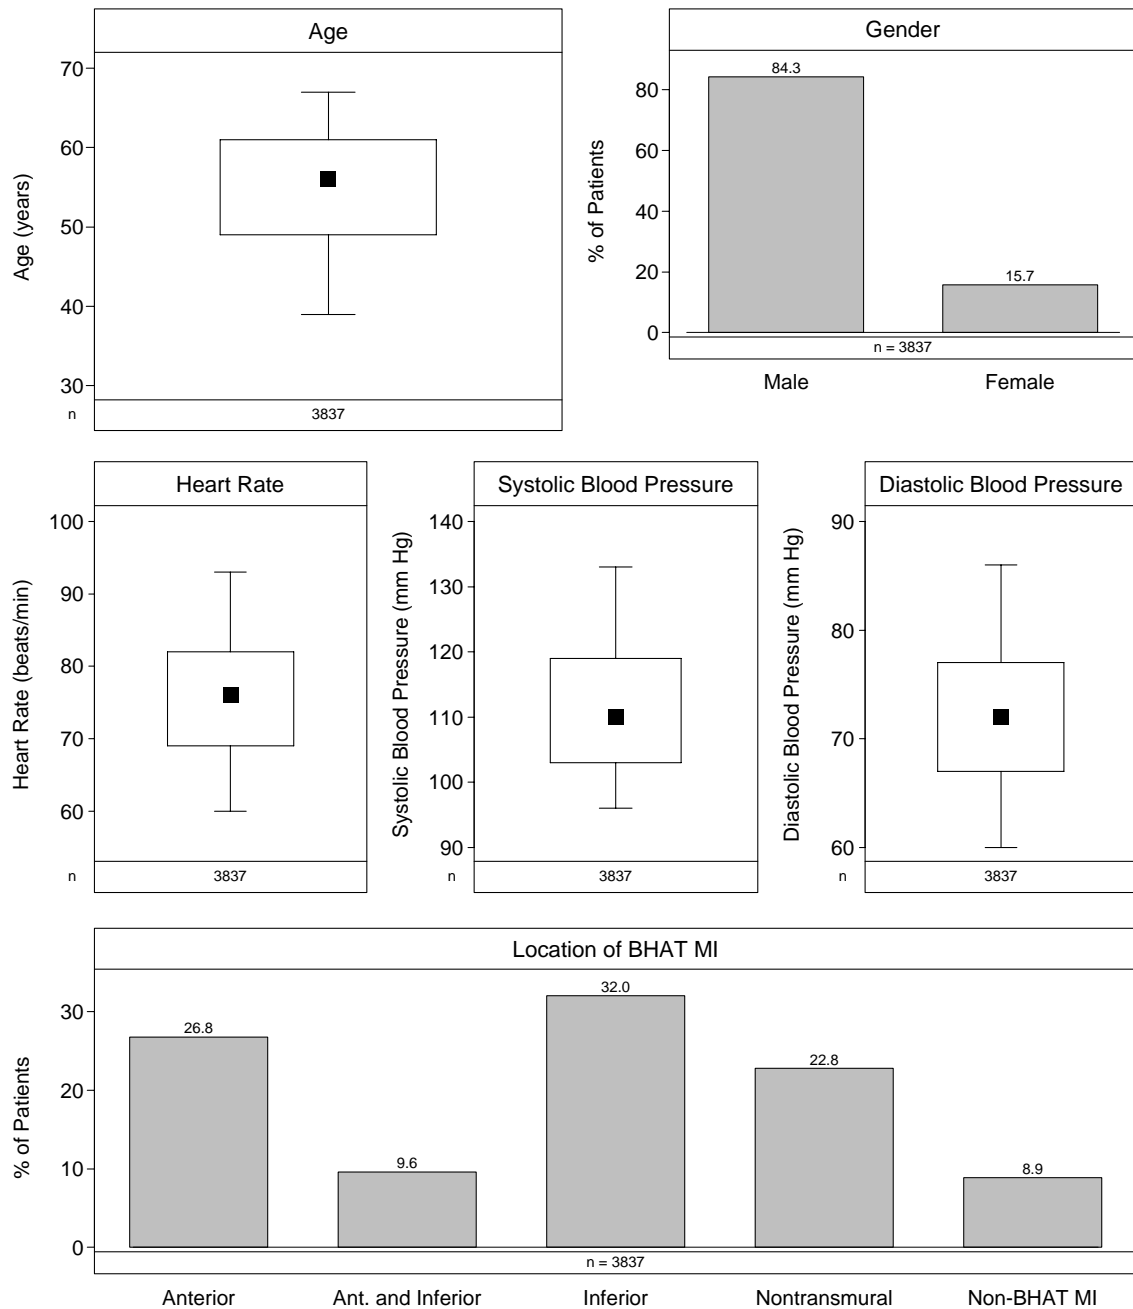 Age
Age (years)
70
60
50
40
30
n
3837
Gender
% of Patients
80
60
40
20
0
84.3
15.7
n = 3837
Male
Female
Heart Rate
Heart Rate (beats/min)
100
90
80
70
60
n
3837
Systolic Blood Pressure
Systolic Blood Pressure (mm Hg)
140
130
120
110
100
90
n
3837
Diastolic Blood Pressure
Diastolic Blood Pressure (mm Hg)
90
80
70
60
n
3837
Location of BHAT MI
% of Patients
30
20
10
0
26.8
9.6
32.0
22.8
8.9
n = 3837
Anterior
Ant. and Inferior
Inferior
Nontransmural
Non-BHAT MI